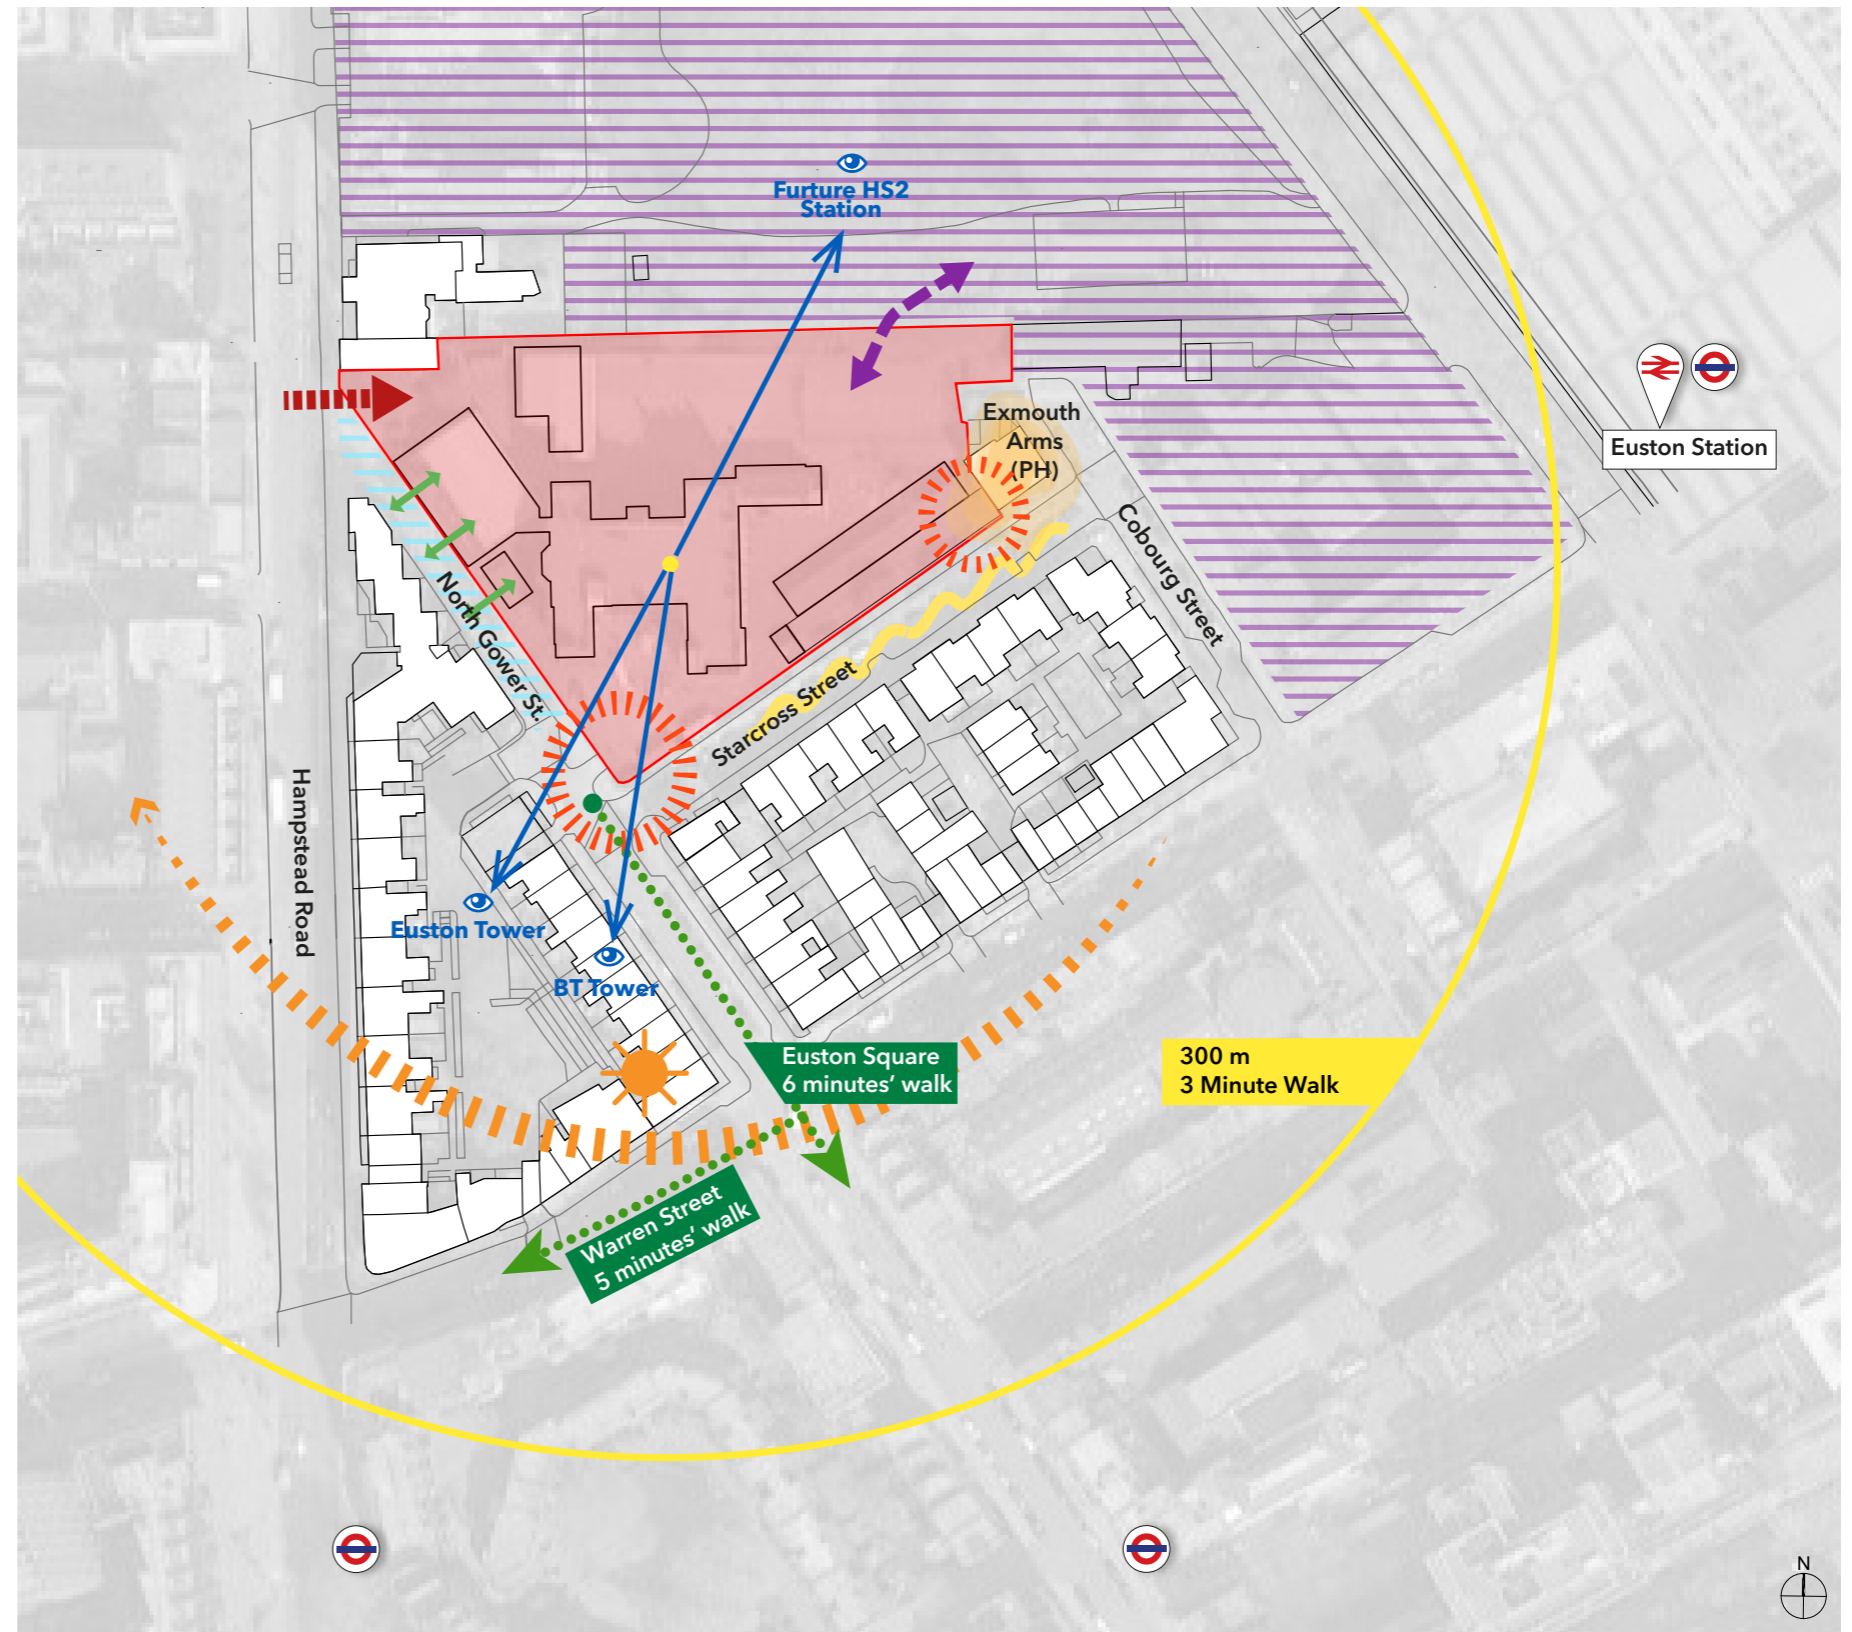 Furture HS2
Station
Exmouth
Arms
(PH)
Euston Station
Cobourg Street
North Gower St.
Starcross Street
Hampstead Road
Euston Tower
BT Tower
Euston Square
6 minutes’ walk
300 m
3 Minute Walk
Warren Street
5 minutes’ walk
N